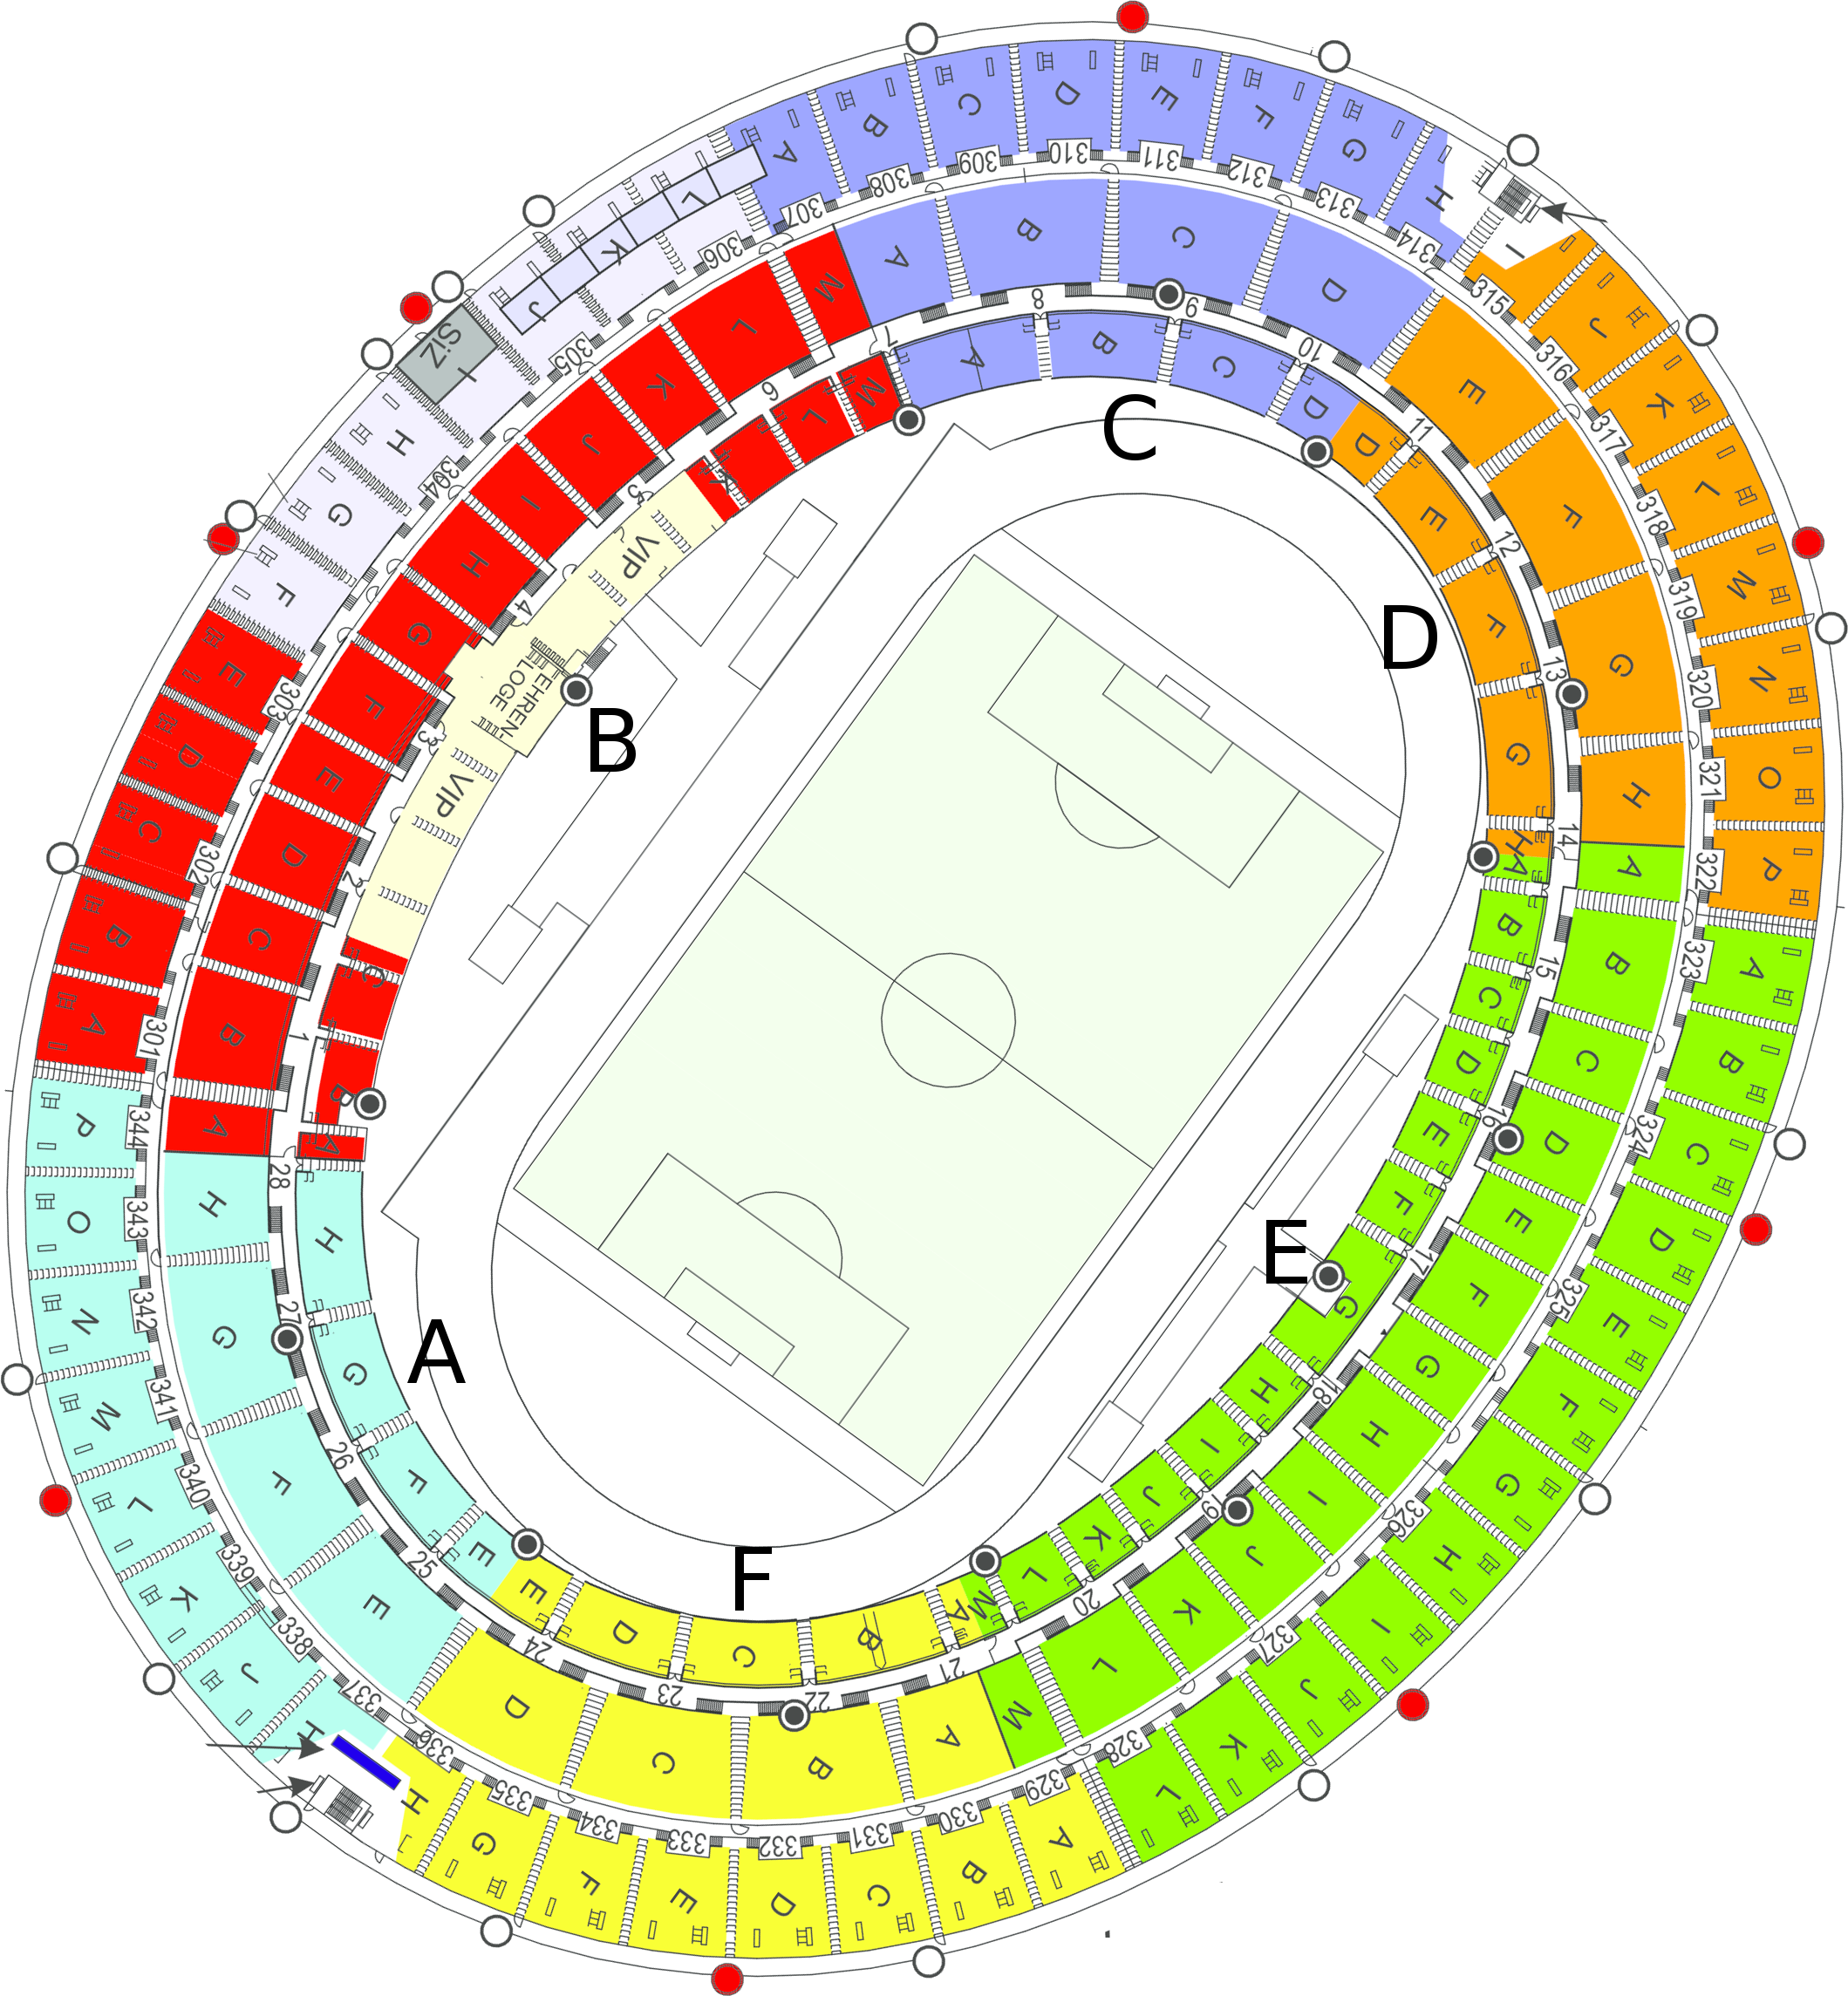 A
B
C
D
E
F
G
H
I
307
308
309
310
311
312
313
314
J
K
L
306
305
SiZ
I
H
G
F
304
303
E
D
C
B
A
302
301
315
316
317
318
319
320
321
322
J
K
L
M
N
O
P
A
B
C
D
E
F
G
H
I
J
K
L
323
324
325
326
327
328
A
B
C
D
E
F
G
H
329
330
331
332
333
334
335
336
H
J
K
L
M
N
O
P
337
338
339
340
341
342
343
344
M
L
K
J
I
H
G
F
E
D
C
B
A
A
B
C
D
E
F
G
H
A
B
C
D
E
F
G
H
I
J
K
L
M
A
B
C
D
E
F
G
H
1
2
3
4
5
6
7
8
9
10
11
12
13
14
15
16
17
18
19
20
21
22
23
24
25
26
27
28
M
L
K
VIP
EHREN
LOGE
VIP
C
B
A
A
B
C
D
D
E
F
G
H
A
B
C
D
E
F
G
H
I
J
K
L
M
A
B
C
D
E
E
F
G
H
A
B
C
D
E
F